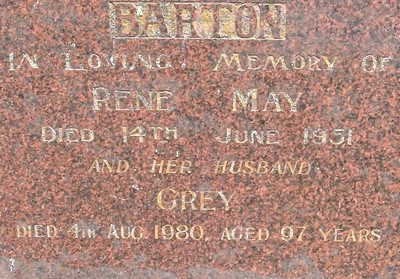 BARTON
IN LOVING MEMORY OF
RENE MAY
DIED 14TH JUNE 1951
AND HER HUSBAND
GREY
DIED 4TH AUG. 1980, AGED 97 YEARS